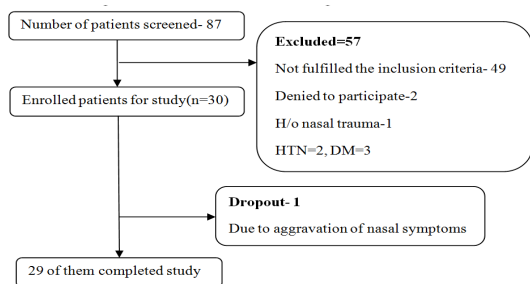 Number of patients screened- 87
Excluded=57
Not fulfilled the inclusion criteria- 49
Denied to participate-2
H/o nasal trauma-1
HTN=2, DM=3
Enrolled patients for study(n=30)
Dropout- 1
Due to aggravation of nasal symptoms
29 of them completed study